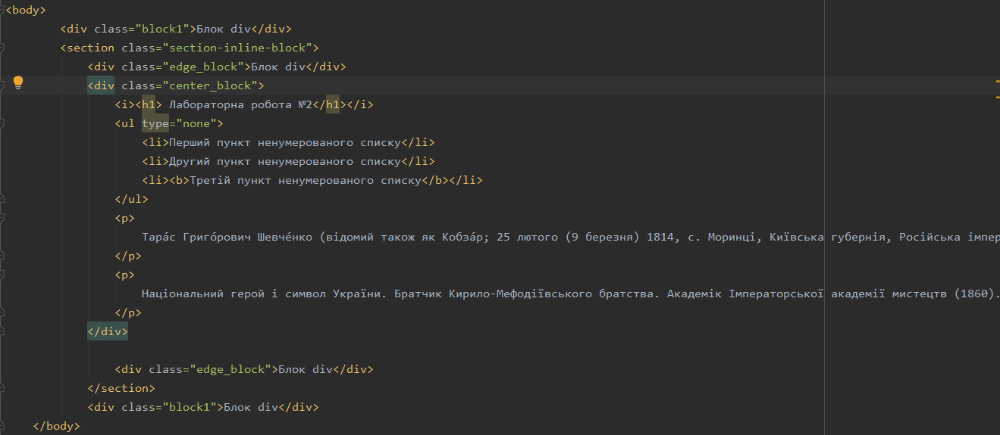 <body>
<div class="block1">Блок div</div>
<section class="section-inline-block">
<div class="edge_block">Блок div</div>
<div class="center_block">
<i><h1> Лабораторна робота №2</h1></i>
<ul type="none">
<li>Перший пункт ненумерованого списку</li>
<li>Другий пункт ненумерованого списку</li>
<li><b>Третій пункт ненумерованого списку</b></li>
</ul>
<p>
Тара́с Григо́рович Шевче́нко (відомий також як Кобза́р; 25 лютого (9 березня) 1814, с. Моринці, Київська губернія, Російська імпер
</p>
<p>
Національний герой і символ України. Братчик Кирило-Мефодіївського братства. Академік Імператорської академії мистецтв (1860).
</p>
</div>
<div class="edge_block">Блок div</div>
</section>
<div class="block1">Блок div</div>
</body>